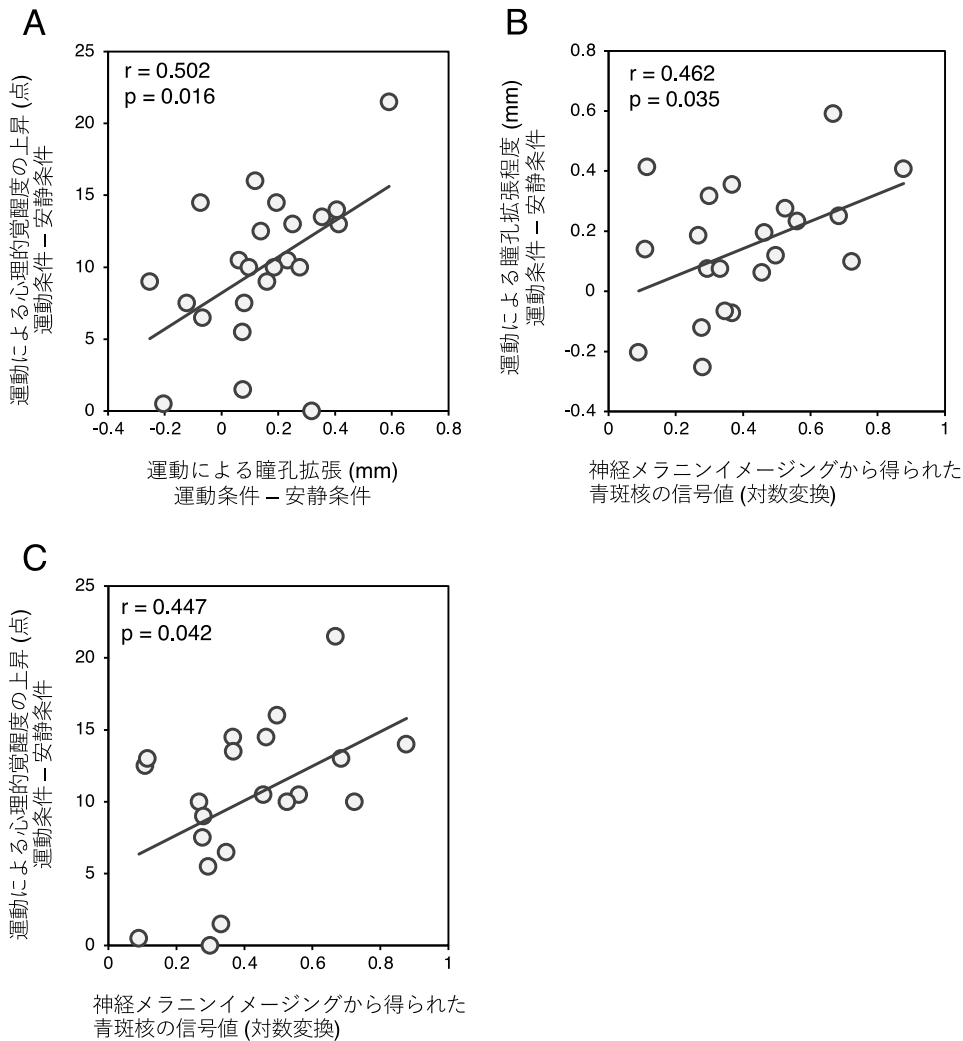 A
運動による心理的覚醒度の上昇 (点)
運動条件 – 安静条件
r = 0.502
p = 0.016
25
20
15
10
5
0
-0.4
-0.2
0
0.2
0.4
0.6
0.8
運動による瞳孔拡張 (mm)
運動条件 – 安静条件
B
運動による瞳孔拡張程度 (mm)
運動条件 – 安静条件
r = 0.462
p = 0.035
0.8
0.6
0.4
0.2
0
-0.2
-0.4
0
0.2
0.4
0.6
0.8
1
神経メラニンイメージングから得られた
青斑核の信号値 (対数変換)
C
運動による心理的覚醒度の上昇 (点)
運動条件 – 安静条件
r = 0.447
p = 0.042
25
20
15
10
5
0
0
0.2
0.4
0.6
0.8
1
神経メラニンイメージングから得られた
青斑核の信号値 (対数変換)